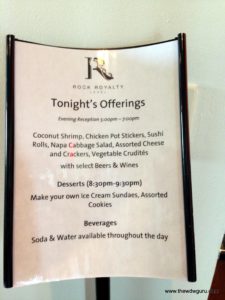 R
ROCK ROYALTY
LEVEL
Tonight's Offerings
Evening Reception 5:00pm – 7:00pm
Coconut Shrimp, Chicken Pot Stickers, Sushi
Rolls, Napa Cabbage Salad, Assorted Cheese
and Crackers, Vegetable Crudités
with select Beers & Wines
Desserts (8:30pm-9:30pm)
Make your own Ice Cream Sundaes, Assorted
Cookies
Beverages
Soda & Water available throughout the day
www.thewdwguru.com